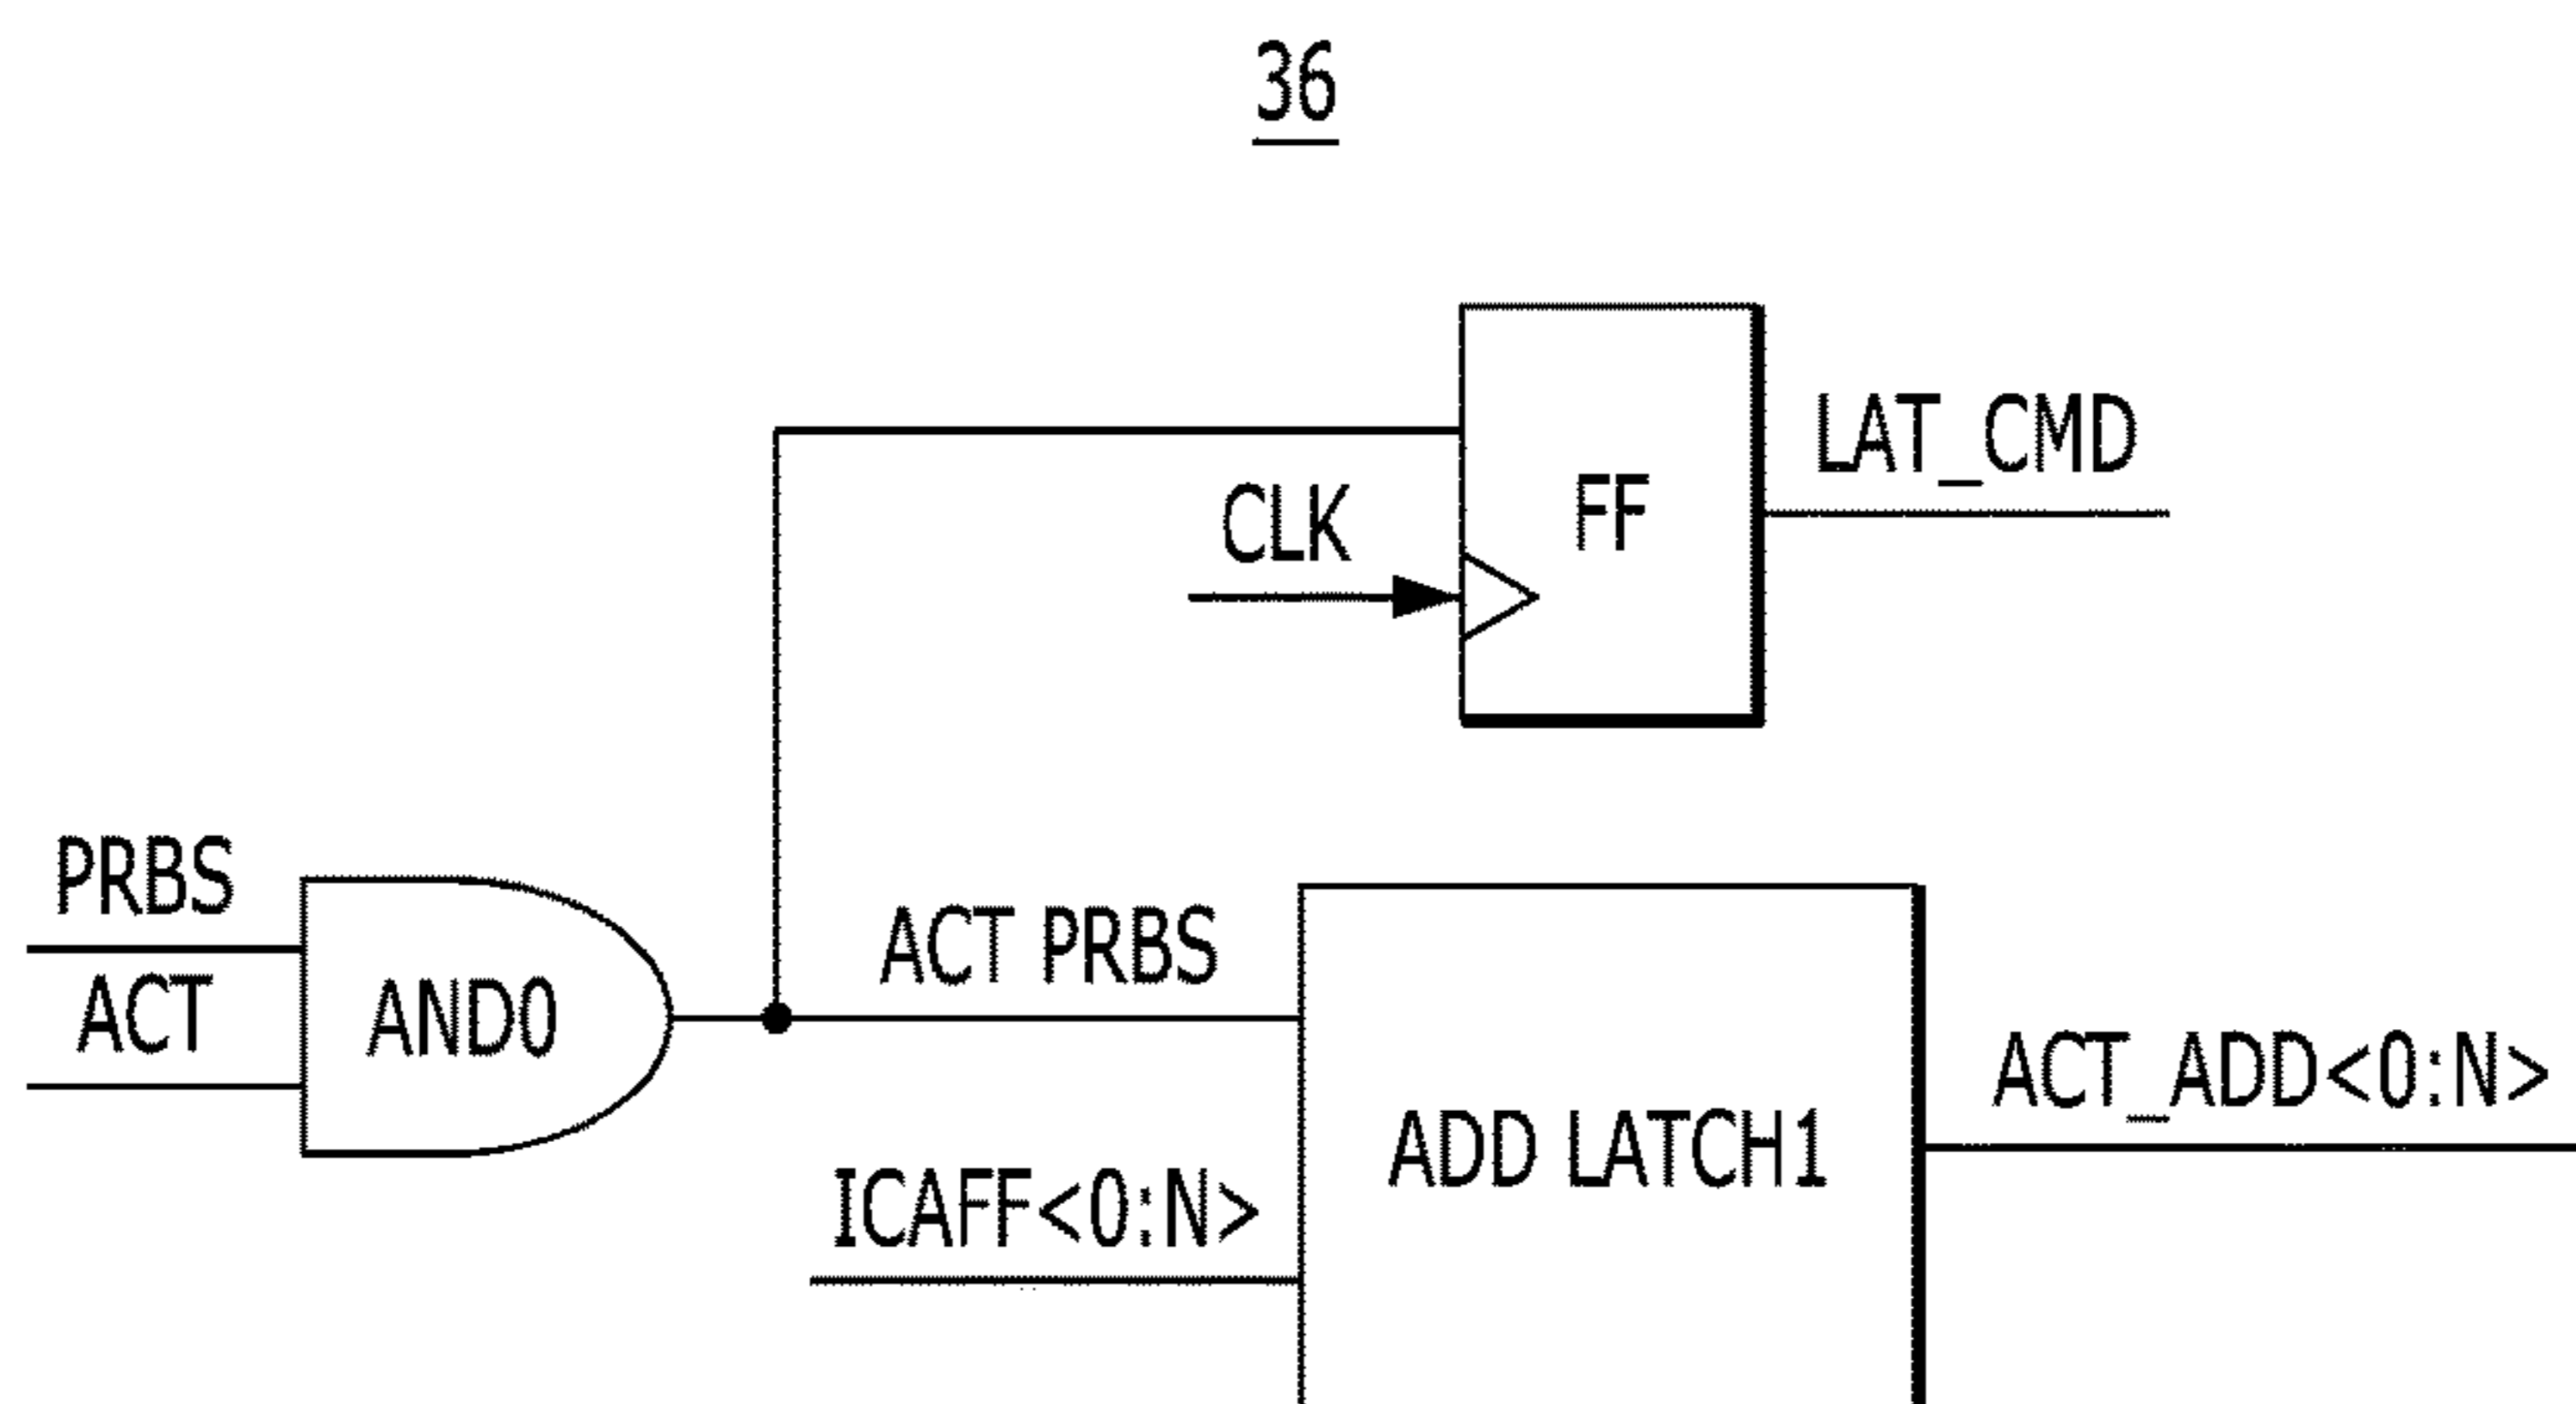 36
LAT_CMD
CLK
FF
PRBS
ACT PRBS
ACT
AND0
ACT_ADD<0:N>
ADD LATCH1
ICAFF<0:N>